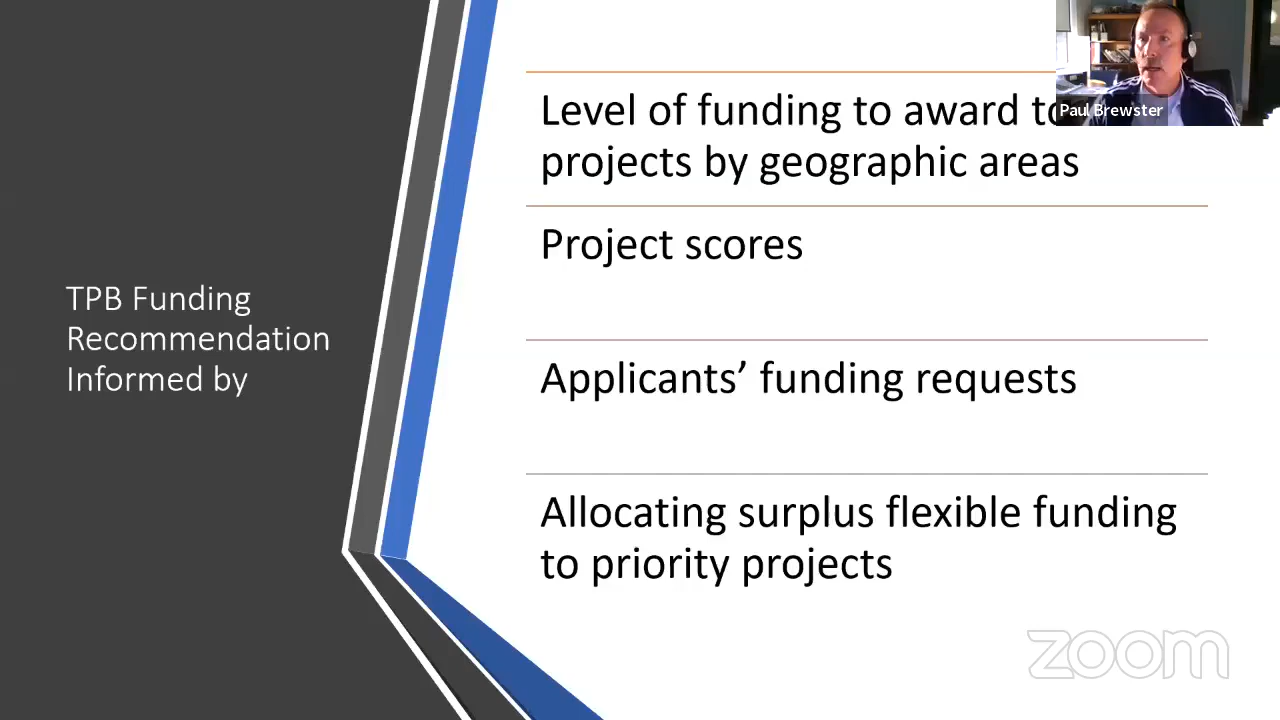 Level of funding to award to
projects by geographic areas
Paul Brewster
Project scores
TPB Funding
Recommendation
Informed by
Applicants’ funding requests
Allocating surplus flexible funding
to priority projects
zoom